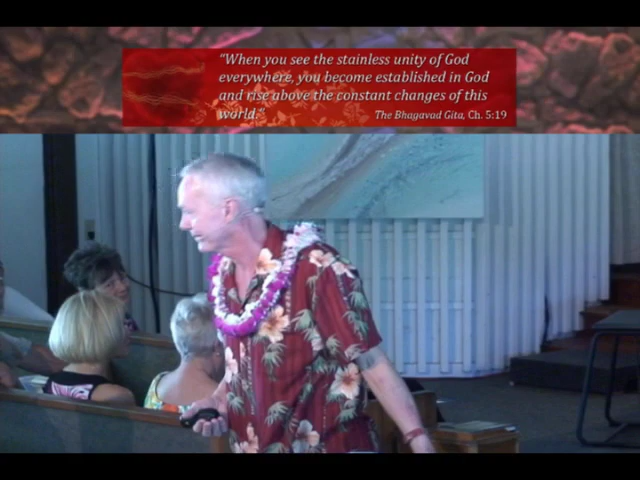 “When you see the stainless unity of God
everywhere, you become established in God
and rise above the constant changes of this
world.”
The Bhagavad Gita, Ch. 5:19